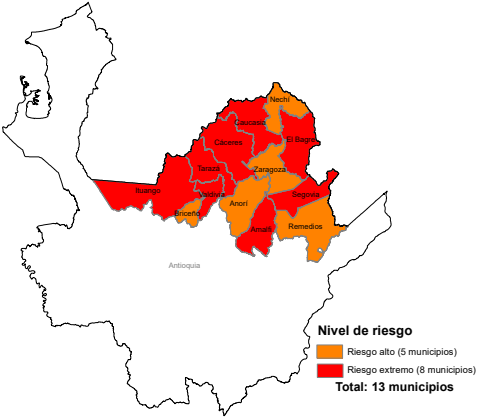 Nechí
Caucasia
El Bagre
Cáceres
Zaragoza
Tarazá
Ituango
Valdivia
Segovia
Anorí
Briceño
Remedios
Amalfi
Antioquia
Nivel de riesgo
Riesgo alto (5 municipios)
Riesgo extremo (8 municipios)
Total: 13 municipios